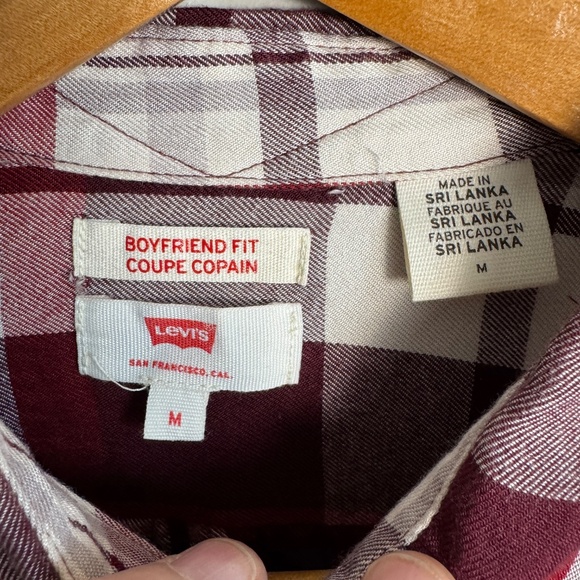 BOYFRIEND FIT
COUPE COPAIN
LEVI'S
SAN FRANCISCO, CAL.
M
MADE IN
SRI LANKA
FABRIQUE AU
SRI LANKA
FABRICADO EN
SRI LANKA
M